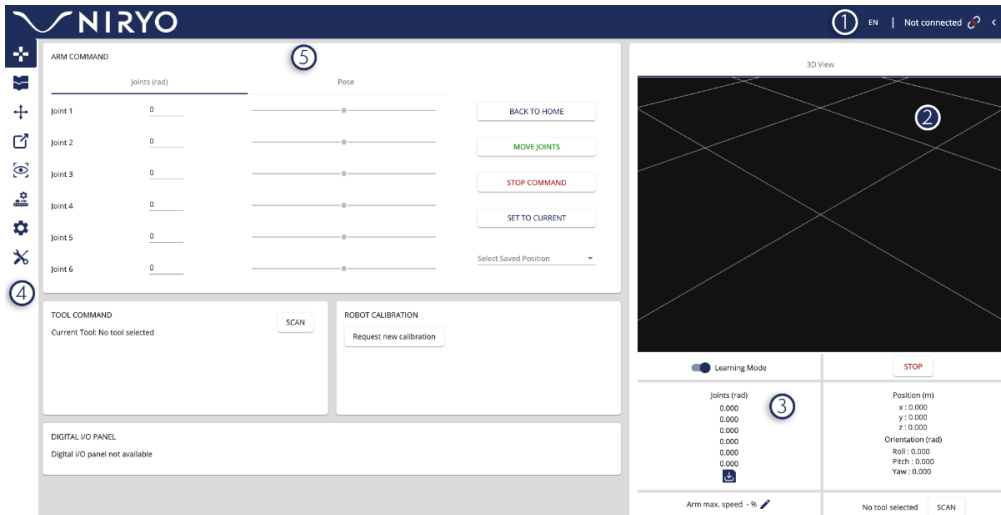 NIRYO
1
EN | Not connected
ARM COMMAND
5
Joints (rad)
Pose
Joint 1
0
Joint 2
0
Joint 3
0
Joint 4
0
Joint 5
0
Joint 6
0
BACK TO HOME
MOVE JOINTS
STOP COMMAND
SET TO CURRENT
Select Saved Position
4
TOOL COMMAND
SCAN
Current Tool: No tool selected
ROBOT CALIBRATION
Request new calibration
DIGITAL I/O PANEL
Digital I/O panel not available
3D View
2
Learning Mode
STOP
Joints (rad)
0.000
0.000
0.000
0.000
0.000
0.000
3
Position (m)
x : 0.000
y : 0.000
z : 0.000
Orientation (rad)
Roll : 0.000
Pitch : 0.000
Yaw : 0.000
Arm max. speed - %
No tool selected
SCAN